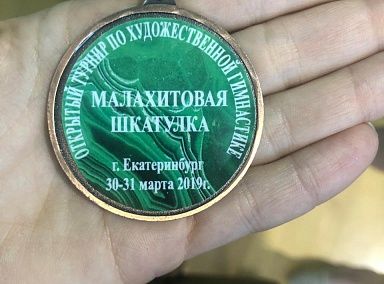 ОТКРЫТЫЙ ТУРНИР ПО ХУДОЖЕСТВЕННОЙ ГИМНАСТИКЕ
МАЛАХИТОВАЯ
ШКАТУЛКА
г. Екатеринбург
30-31 марта 2019г.